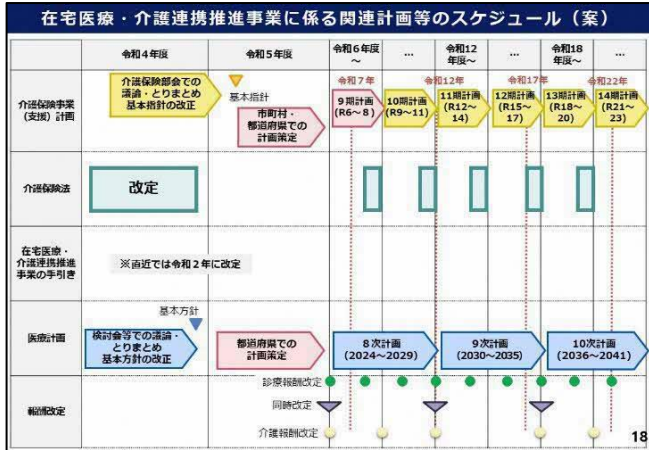 在宅医療・介護連携推進事業に係る関連計画等のスケジュール（案）
令和４年度
令和５年度
令和６年度
～
…
令和12
年度～
…
令和18
年度～
…
介護保険事業
（支援）計画
介護保険部会での
議論・とりまとめ
基本指針の改正
基本指針
市町村・
都道府県での
計画策定
令和７年
令和12年
令和17年
令和22年
９期計画
(R6～８)
10期計画
(R9～11)
11期計画
(R12～
14)
12期計画
(R15～
17)
13期計画
(R18～
20)
14期計画
(R21～
23)
介護保険法
改定
在宅医療・
介護連携推進
事業の手引き
※直近では令和２年に改定
医療計画
基本方針
検討会等での議論・
とりまとめ
基本方針の改正
都道府県での
計画策定
８次計画
(2024～2029)
９次計画
(2030～2035)
10次計画
(2036～2041)
報酬改定
診療報酬改定
同時改定
介護報酬改定
18